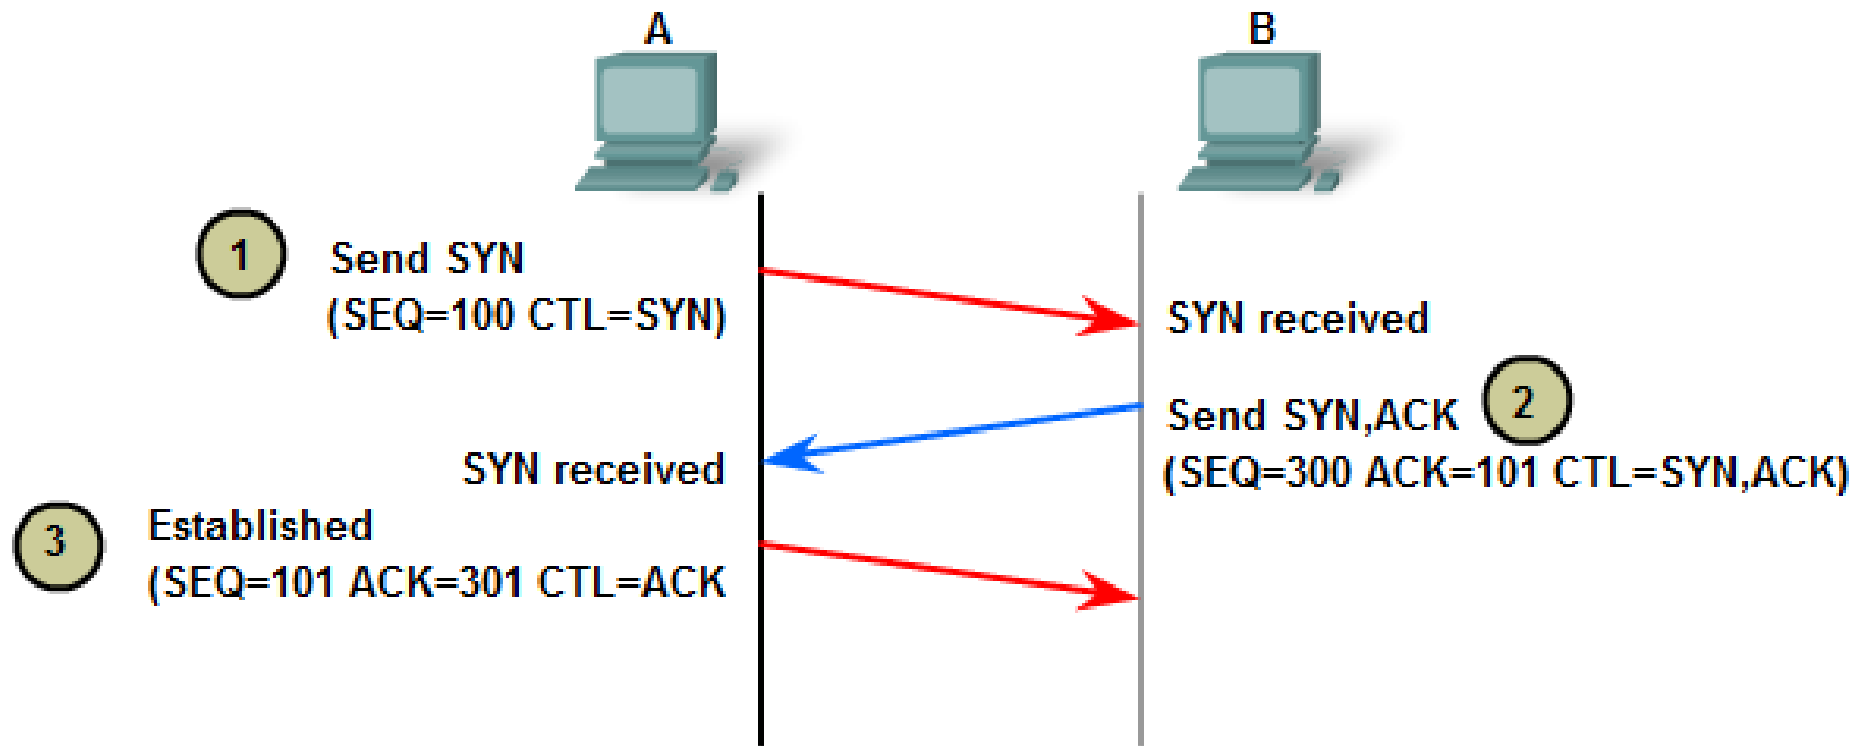 A
B
1
Send SYN
(SEQ=100 CTL=SYN)
SYN received
Send SYN,ACK
2
(SEQ=300 ACK=101 CTL=SYN,ACK)
SYN received
3
Established
(SEQ=101 ACK=301 CTL=ACK